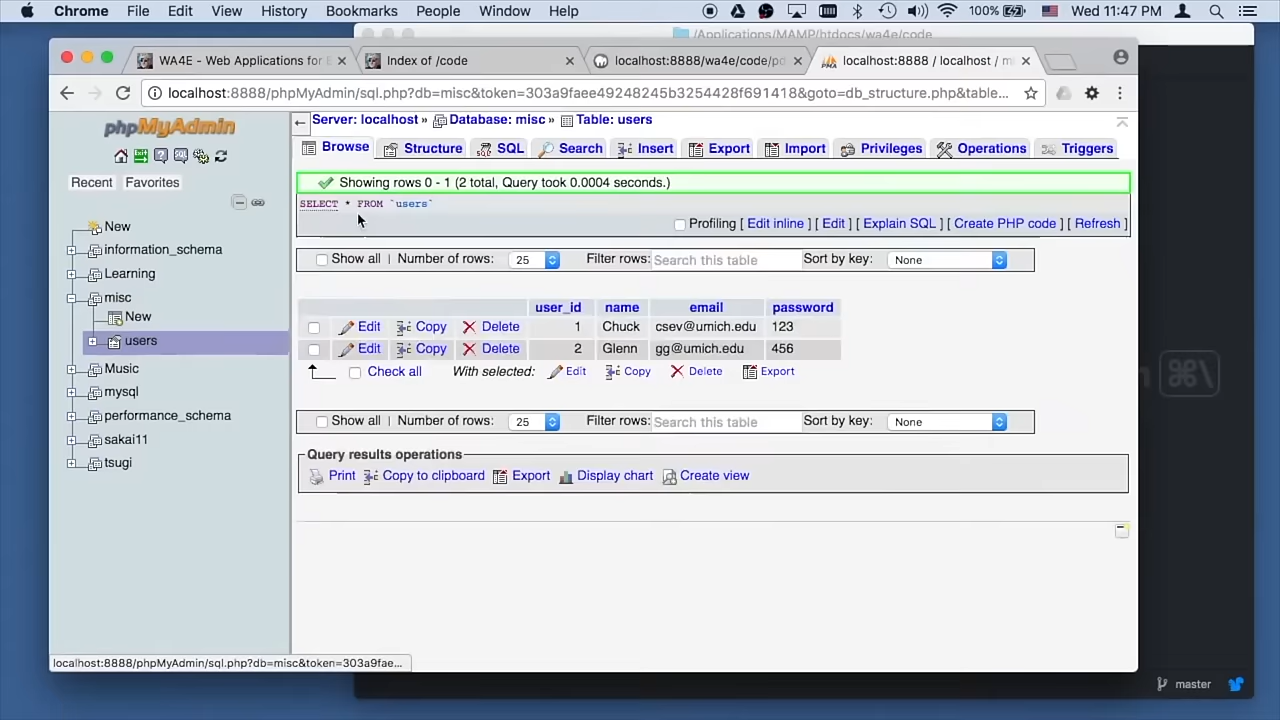 Chrome File Edit View History Bookmarks People Window Help 100% Wed 11:47 PM
/Applications/MAMP/htdocs/wa4e/code
WA4E - Web Applications for E
Index of /code
localhost:8888/wa4e/code/pd
localhost:8888 / localhost / mi
localhost:8888/phpMyAdmin/sql.php?db=misc&token=303a9faee49248245b3254428f691418&goto=db_structure.php&table...
phpMyAdmin
Recent Favorites
New
information_schema
Learning
misc
New
users
Music
mysql
performance_schema
sakai11
tsugi
Server: localhost » Database: misc » Table: users
Browse Structure SQL Search Insert Export Import Privileges Operations Triggers
Showing rows 0 - 1 (2 total, Query took 0.0004 seconds.)
SELECT * FROM `users`
Profiling [ Edit inline ] [ Edit ] [ Explain SQL ] [ Create PHP code ] [ Refresh ]
Show all | Number of rows: 25 Filter rows: Search this table Sort by key: None
user_id name email password
Edit Copy Delete 1 Chuck csev@umich.edu 123
Edit Copy Delete 2 Glenn gg@umich.edu 456
Check all With selected: Edit Copy Delete Export
Show all | Number of rows: 25 Filter rows: Search this table Sort by key: None
Query results operations
Print Copy to clipboard Export Display chart Create view
localhost:8888/phpMyAdmin/sql.php?db=misc&token=303a9fae...
master